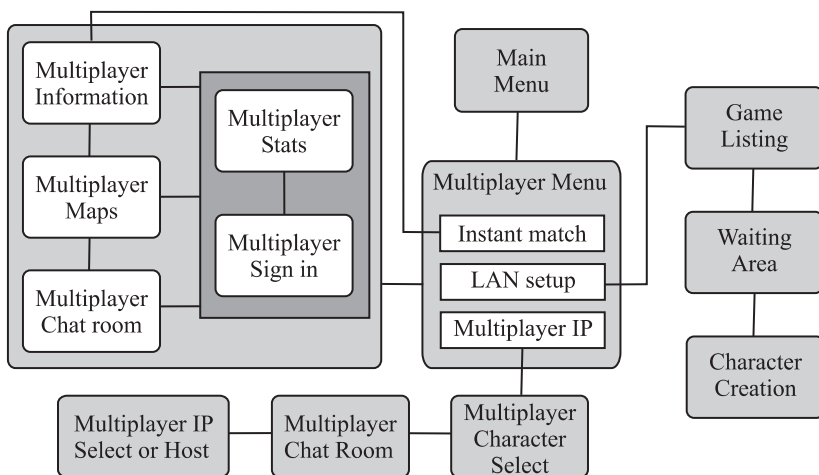 Multiplayer
Information
Multiplayer
Maps
Multiplayer
Chat room
Multiplayer
Stats
Multiplayer
Sign in
Main
Menu
Multiplayer Menu
Instant match
LAN setup
Multiplayer IP
Game
Listing
Waiting
Area
Character
Creation
Multiplayer IP
Select or Host
Multiplayer
Chat Room
Multiplayer
Character
Select